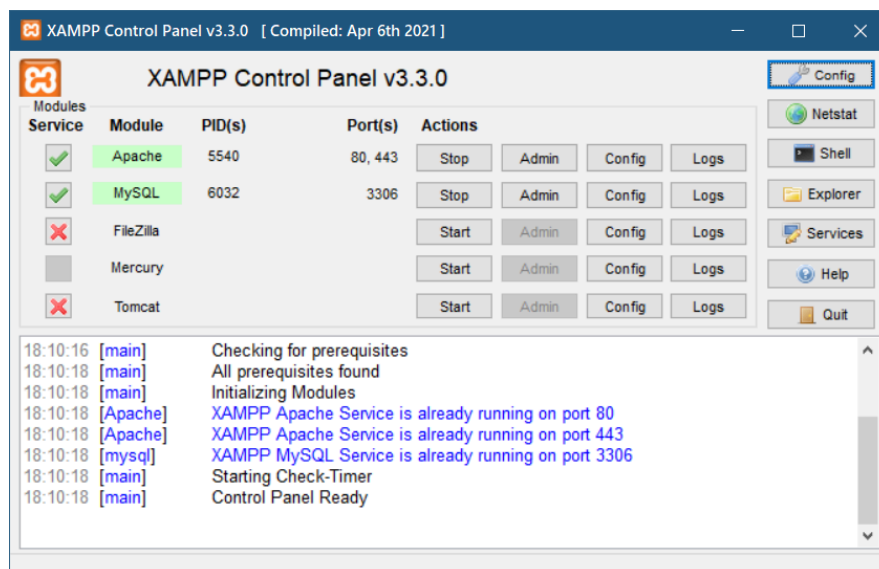 XAMPP Control Panel v3.3.0 [ Compiled: Apr 6th 2021 ]
XAMPP Control Panel v3.3.0
Config
Modules
Service Module PID(s) Port(s) Actions
Netstat
Apache 5540 80, 443 Stop Admin Config Logs
Shell
MySQL 6032 3306 Stop Admin Config Logs
Explorer
FileZilla Start Admin Config Logs
Services
Mercury Start Admin Config Logs
Help
Tomcat Start Admin Config Logs
Quit
18:10:16 [main] Checking for prerequisites
18:10:18 [main] All prerequisites found
18:10:18 [main] Initializing Modules
18:10:18 [Apache] XAMPP Apache Service is already running on port 80
18:10:18 [Apache] XAMPP Apache Service is already running on port 443
18:10:18 [mysql] XAMPP MySQL Service is already running on port 3306
18:10:18 [main] Starting Check-Timer
18:10:18 [main] Control Panel Ready